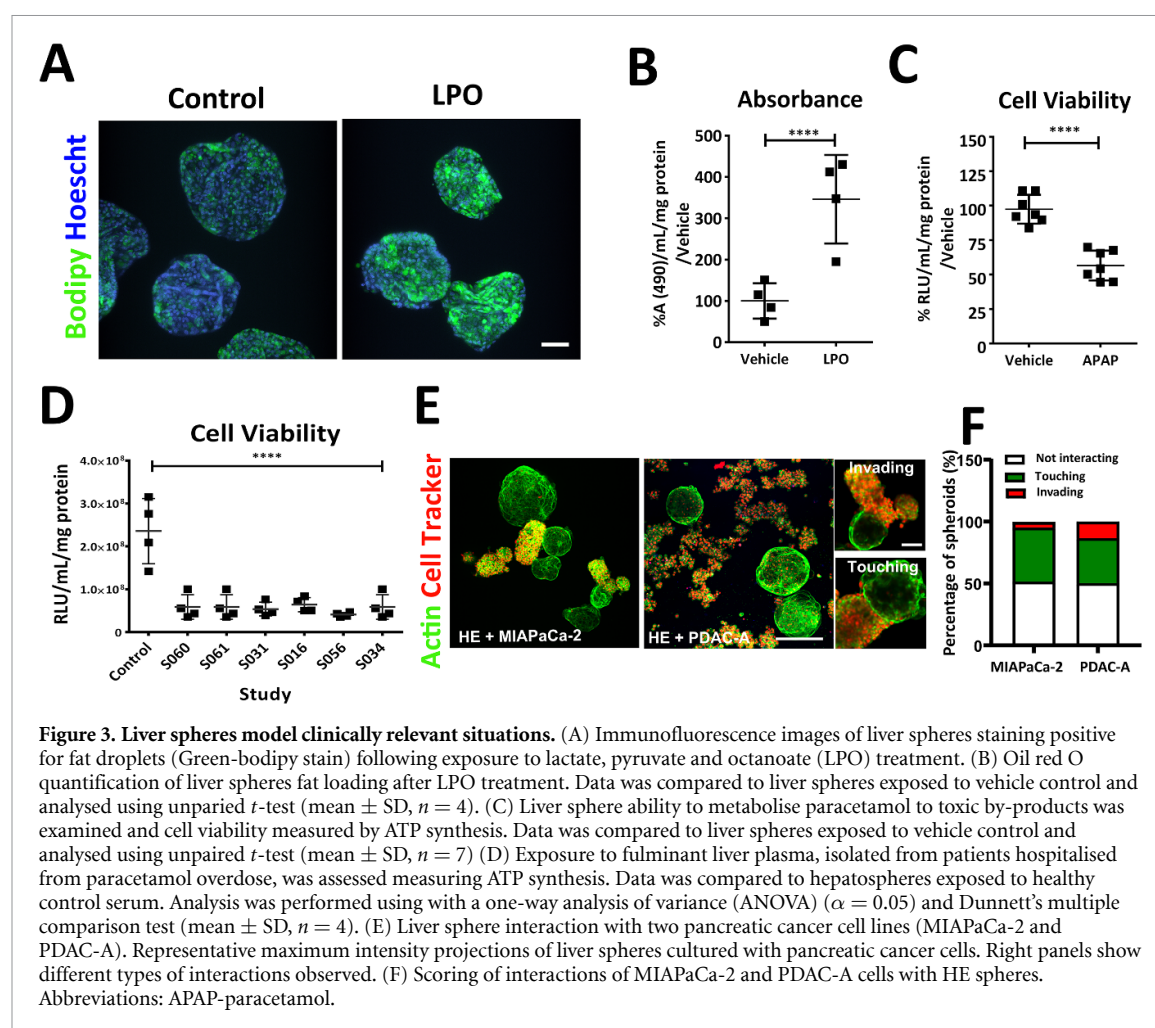 A
Control
LPO
Bodipy Hoescht
B
Absorbance
%A (490)/mL/mg protein
/Vehicle
500
400
300
200
100
0
****
Vehicle
LPO
C
Cell Viability
% RLU/mL/mg protein
/Vehicle
150
125
100
75
50
25
0
****
Vehicle
APAP
D
Cell Viability
****
RLU/mL/mg protein
4.0×10⁸
3.0×10⁸
2.0×10⁸
1.0×10⁸
0
Control
S060
S061
S031
S016
S056
S034
Study
E
Actin Cell Tracker
HE + MIAPaCa-2
HE + PDAC-A
Invading
Touching
F
Percentage of spheroids (%)
150
100
50
0
Not interacting
Touching
Invading
MIAPaCa-2
PDAC-A
Figure 3. Liver spheres model clinically relevant situations. (A) Immunofluorescence images of liver spheres staining positive
for fat droplets (Green-bodipy stain) following exposure to lactate, pyruvate and octanoate (LPO) treatment. (B) Oil red O
quantification of liver spheres fat loading after LPO treatment. Data was compared to liver spheres exposed to vehicle control and
analysed using unparied t-test (mean ± SD, n = 4). (C) Liver sphere ability to metabolise paracetamol to toxic by-products was
examined and cell viability measured by ATP synthesis. Data was compared to liver spheres exposed to vehicle control and
analysed using unpaired t-test (mean ± SD, n = 7) (D) Exposure to fulminant liver plasma, isolated from patients hospitalised
from paracetamol overdose, was assessed measuring ATP synthesis. Data was compared to hepatospheres exposed to healthy
control serum. Analysis was performed using with a one-way analysis of variance (ANOVA) (α = 0.05) and Dunnett's multiple
comparison test (mean ± SD, n = 4). (E) Liver sphere interaction with two pancreatic cancer cell lines (MIAPaCa-2 and
PDAC-A). Representative maximum intensity projections of liver spheres cultured with pancreatic cancer cells. Right panels show
different types of interactions observed. (F) Scoring of interactions of MIAPaCa-2 and PDAC-A cells with HE spheres.
Abbreviations: APAP-paracetamol.